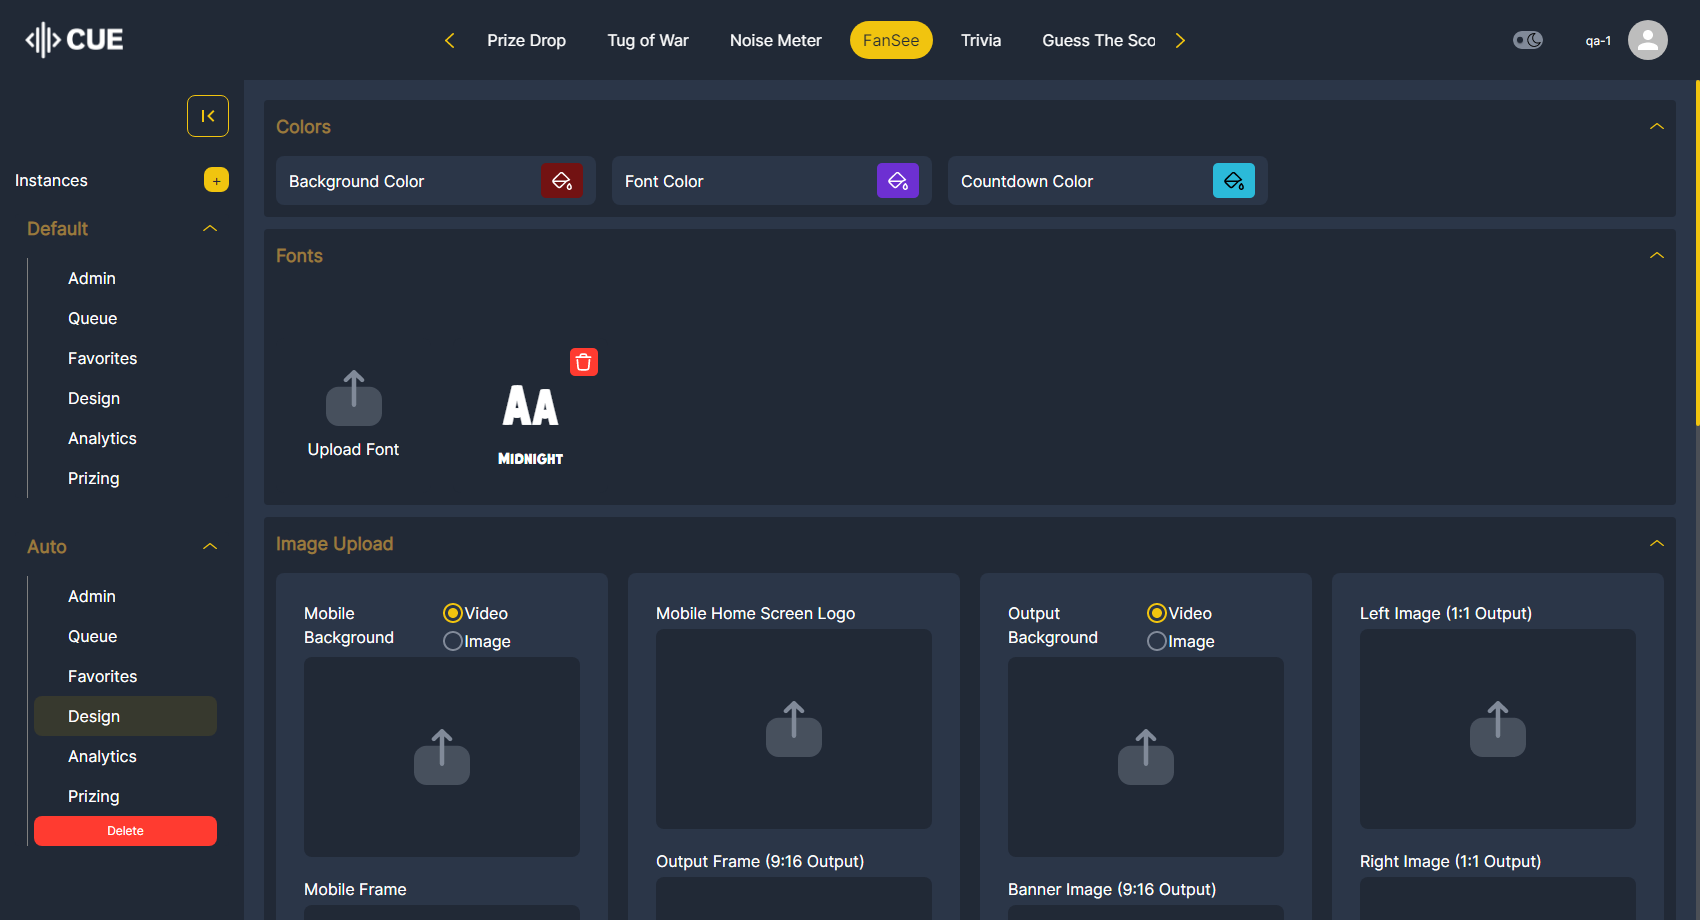 CUE
Prize Drop
Tug of War
Noise Meter
FanSee
Trivia
Guess The Sco
qa-1
Instances
+
Default
Admin
Queue
Favorites
Design
Analytics
Prizing
Auto
Admin
Queue
Favorites
Design
Analytics
Prizing
Delete
Colors
Background Color
Font Color
Countdown Color
Fonts
Upload Font
AA
MIDNIGHT
Image Upload
Mobile
Background
Video
Image
Mobile Frame
Mobile Home Screen Logo
Output Frame (9:16 Output)
Output
Background
Video
Image
Banner Image (9:16 Output)
Left Image (1:1 Output)
Right Image (1:1 Output)